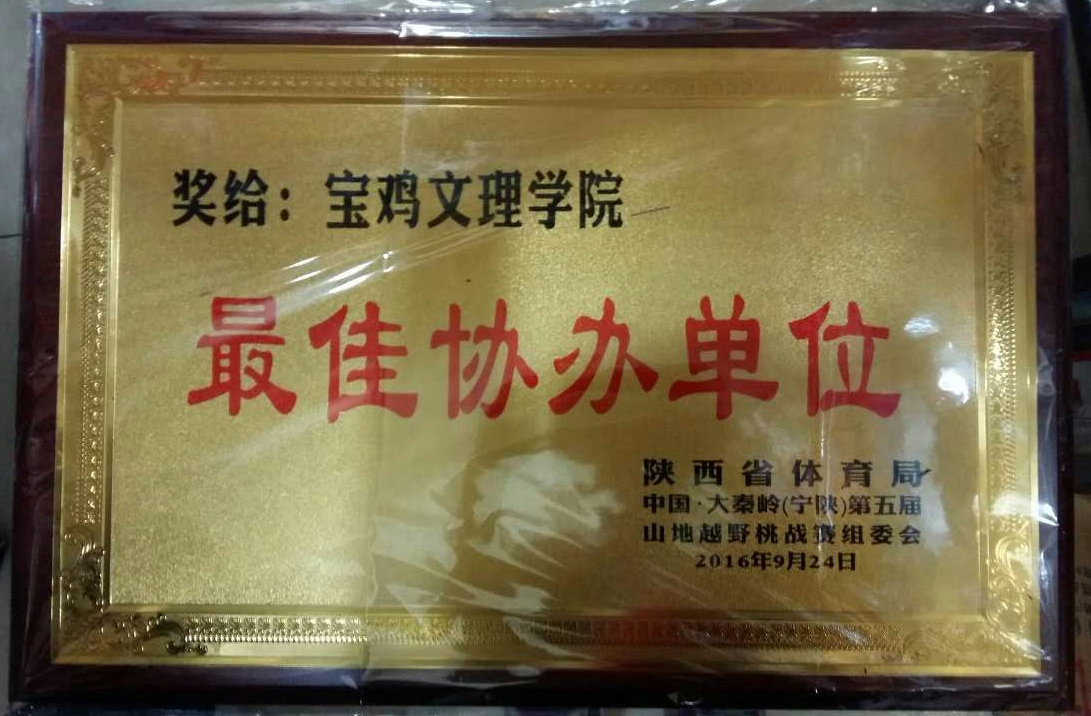 奖给：宝鸡文理学院
最佳协办单位
陕西省体育局
中国·大秦岭(宁陕)第五届
山地越野桃战赛组委会
2016年9月24日